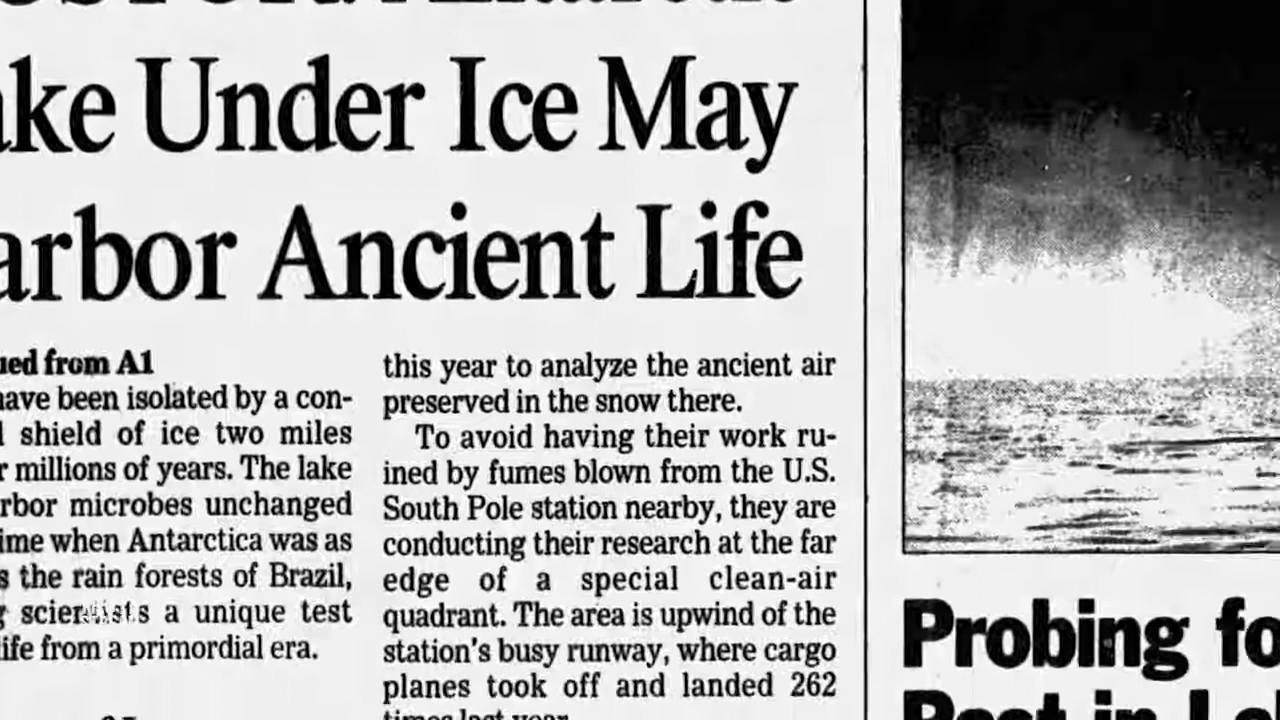 ake Under Ice May
arbor Ancient Life
ued from A1
have been isolated by a con-
l shield of ice two miles
r millions of years. The lake
rbor microbes unchanged
ime when Antarctica was as
s the rain forests of Brazil,
g scientists a unique test
life from a primordial era.
this year to analyze the ancient air
preserved in the snow there.
To avoid having their work ru-
ined by fumes blown from the U.S.
South Pole station nearby, they are
conducting their research at the far
edge of a special clean-air
quadrant. The area is upwind of the
station's busy runway, where cargo
planes took off and landed 262
times last year.
Probing fo